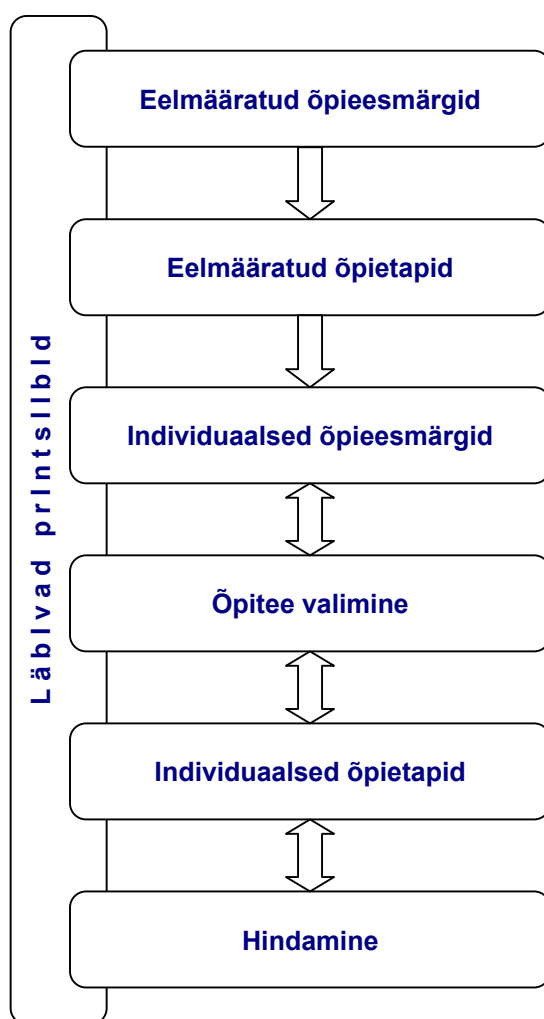 Eelmääratud õpieesmärgid
Eelmääratud õpietapid
Individuaalsed õpieesmärgid
Õpitee valimine
Individuaalsed õpietapid
Hindamine
LäbIvad prIntsIIbId